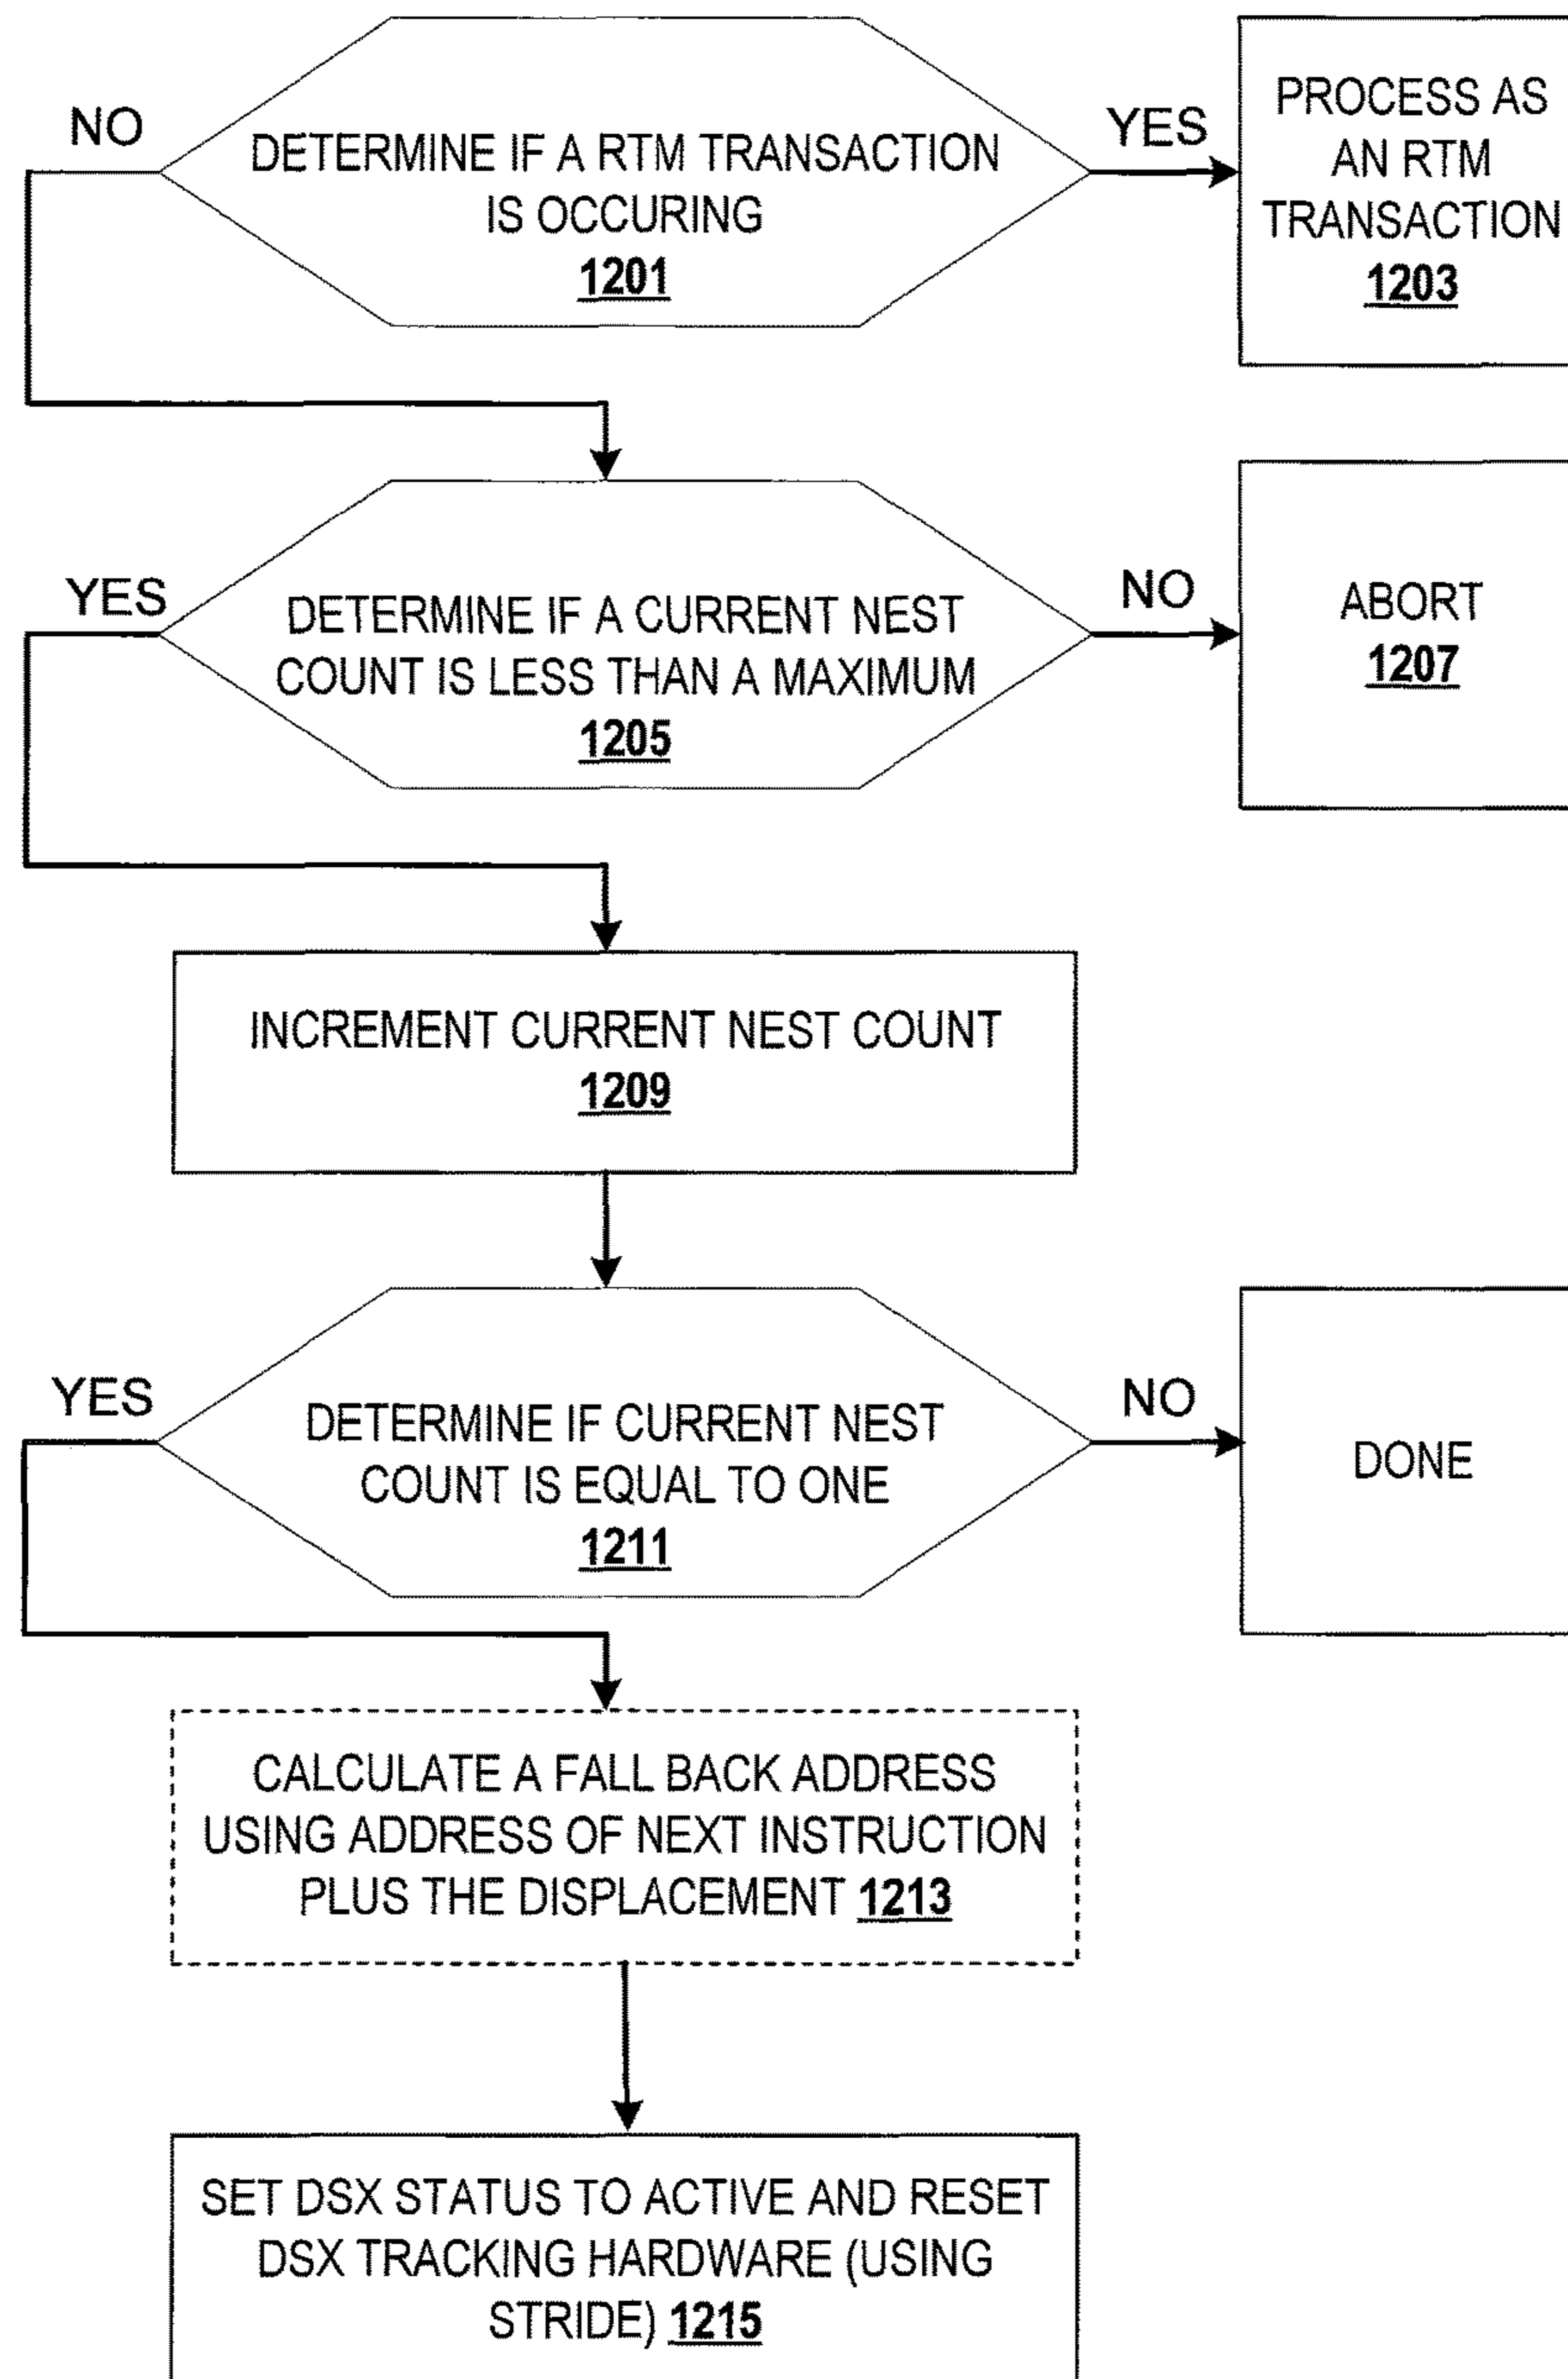 NO
DETERMINE IF A RTM TRANSACTION
IS OCCURING
1201
YES
PROCESS AS
AN RTM
TRANSACTION
1203
YES
DETERMINE IF A CURRENT NEST
COUNT IS LESS THAN A MAXIMUM
1205
NO
ABORT
1207
INCREMENT CURRENT NEST COUNT
1209
YES
DETERMINE IF CURRENT NEST
COUNT IS EQUAL TO ONE
1211
NO
DONE
CALCULATE A FALL BACK ADDRESS
USING ADDRESS OF NEXT INSTRUCTION
PLUS THE DISPLACEMENT 1213
SET DSX STATUS TO ACTIVE AND RESET
DSX TRACKING HARDWARE (USING
STRIDE) 1215